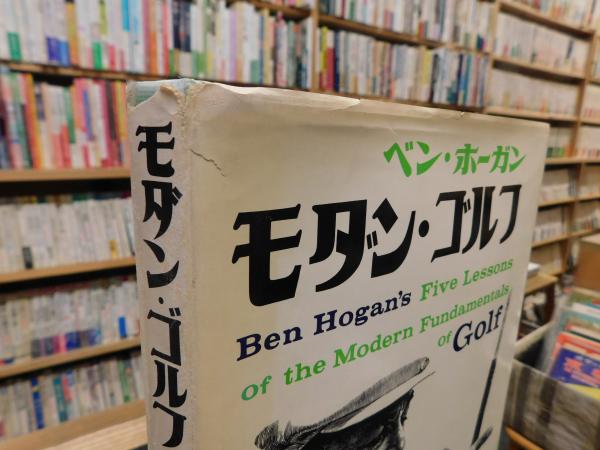 モダン・ゴルフ
ベン・ホーガン
モダン・ゴルフ
Ben Hogan's Five Lessons
of the Modern Fundamentals
of Golf